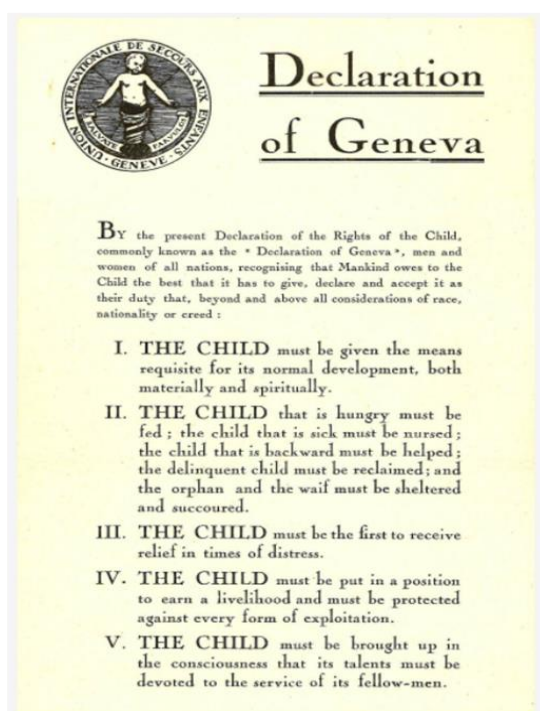 UNION INTERNATIONALE DE SECOURS AUX ENFANTS
SALVATE PARVULOS
· GENEVE ·
Declaration
of Geneva
BY the present Declaration of the Rights of the Child,
commonly known as the " Declaration of Geneva ", men and
women of all nations, recognising that Mankind owes to the
Child the best that it has to give, declare and accept it as
their duty that, beyond and above all considerations of race,
nationality or creed :
I. THE CHILD must be given the means
requisite for its normal development, both
materially and spiritually.
II. THE CHILD that is hungry must be
fed ; the child that is sick must be nursed ;
the child that is backward must be helped ;
the delinquent child must be reclaimed ; and
the orphan and the waif must be sheltered
and succoured.
III. THE CHILD must be the first to receive
relief in times of distress.
IV. THE CHILD must be put in a position
to earn a livelihood and must be protected
against every form of exploitation.
V. THE CHILD must be brought up in
the consciousness that its talents must be
devoted to the service of its fellow-men.